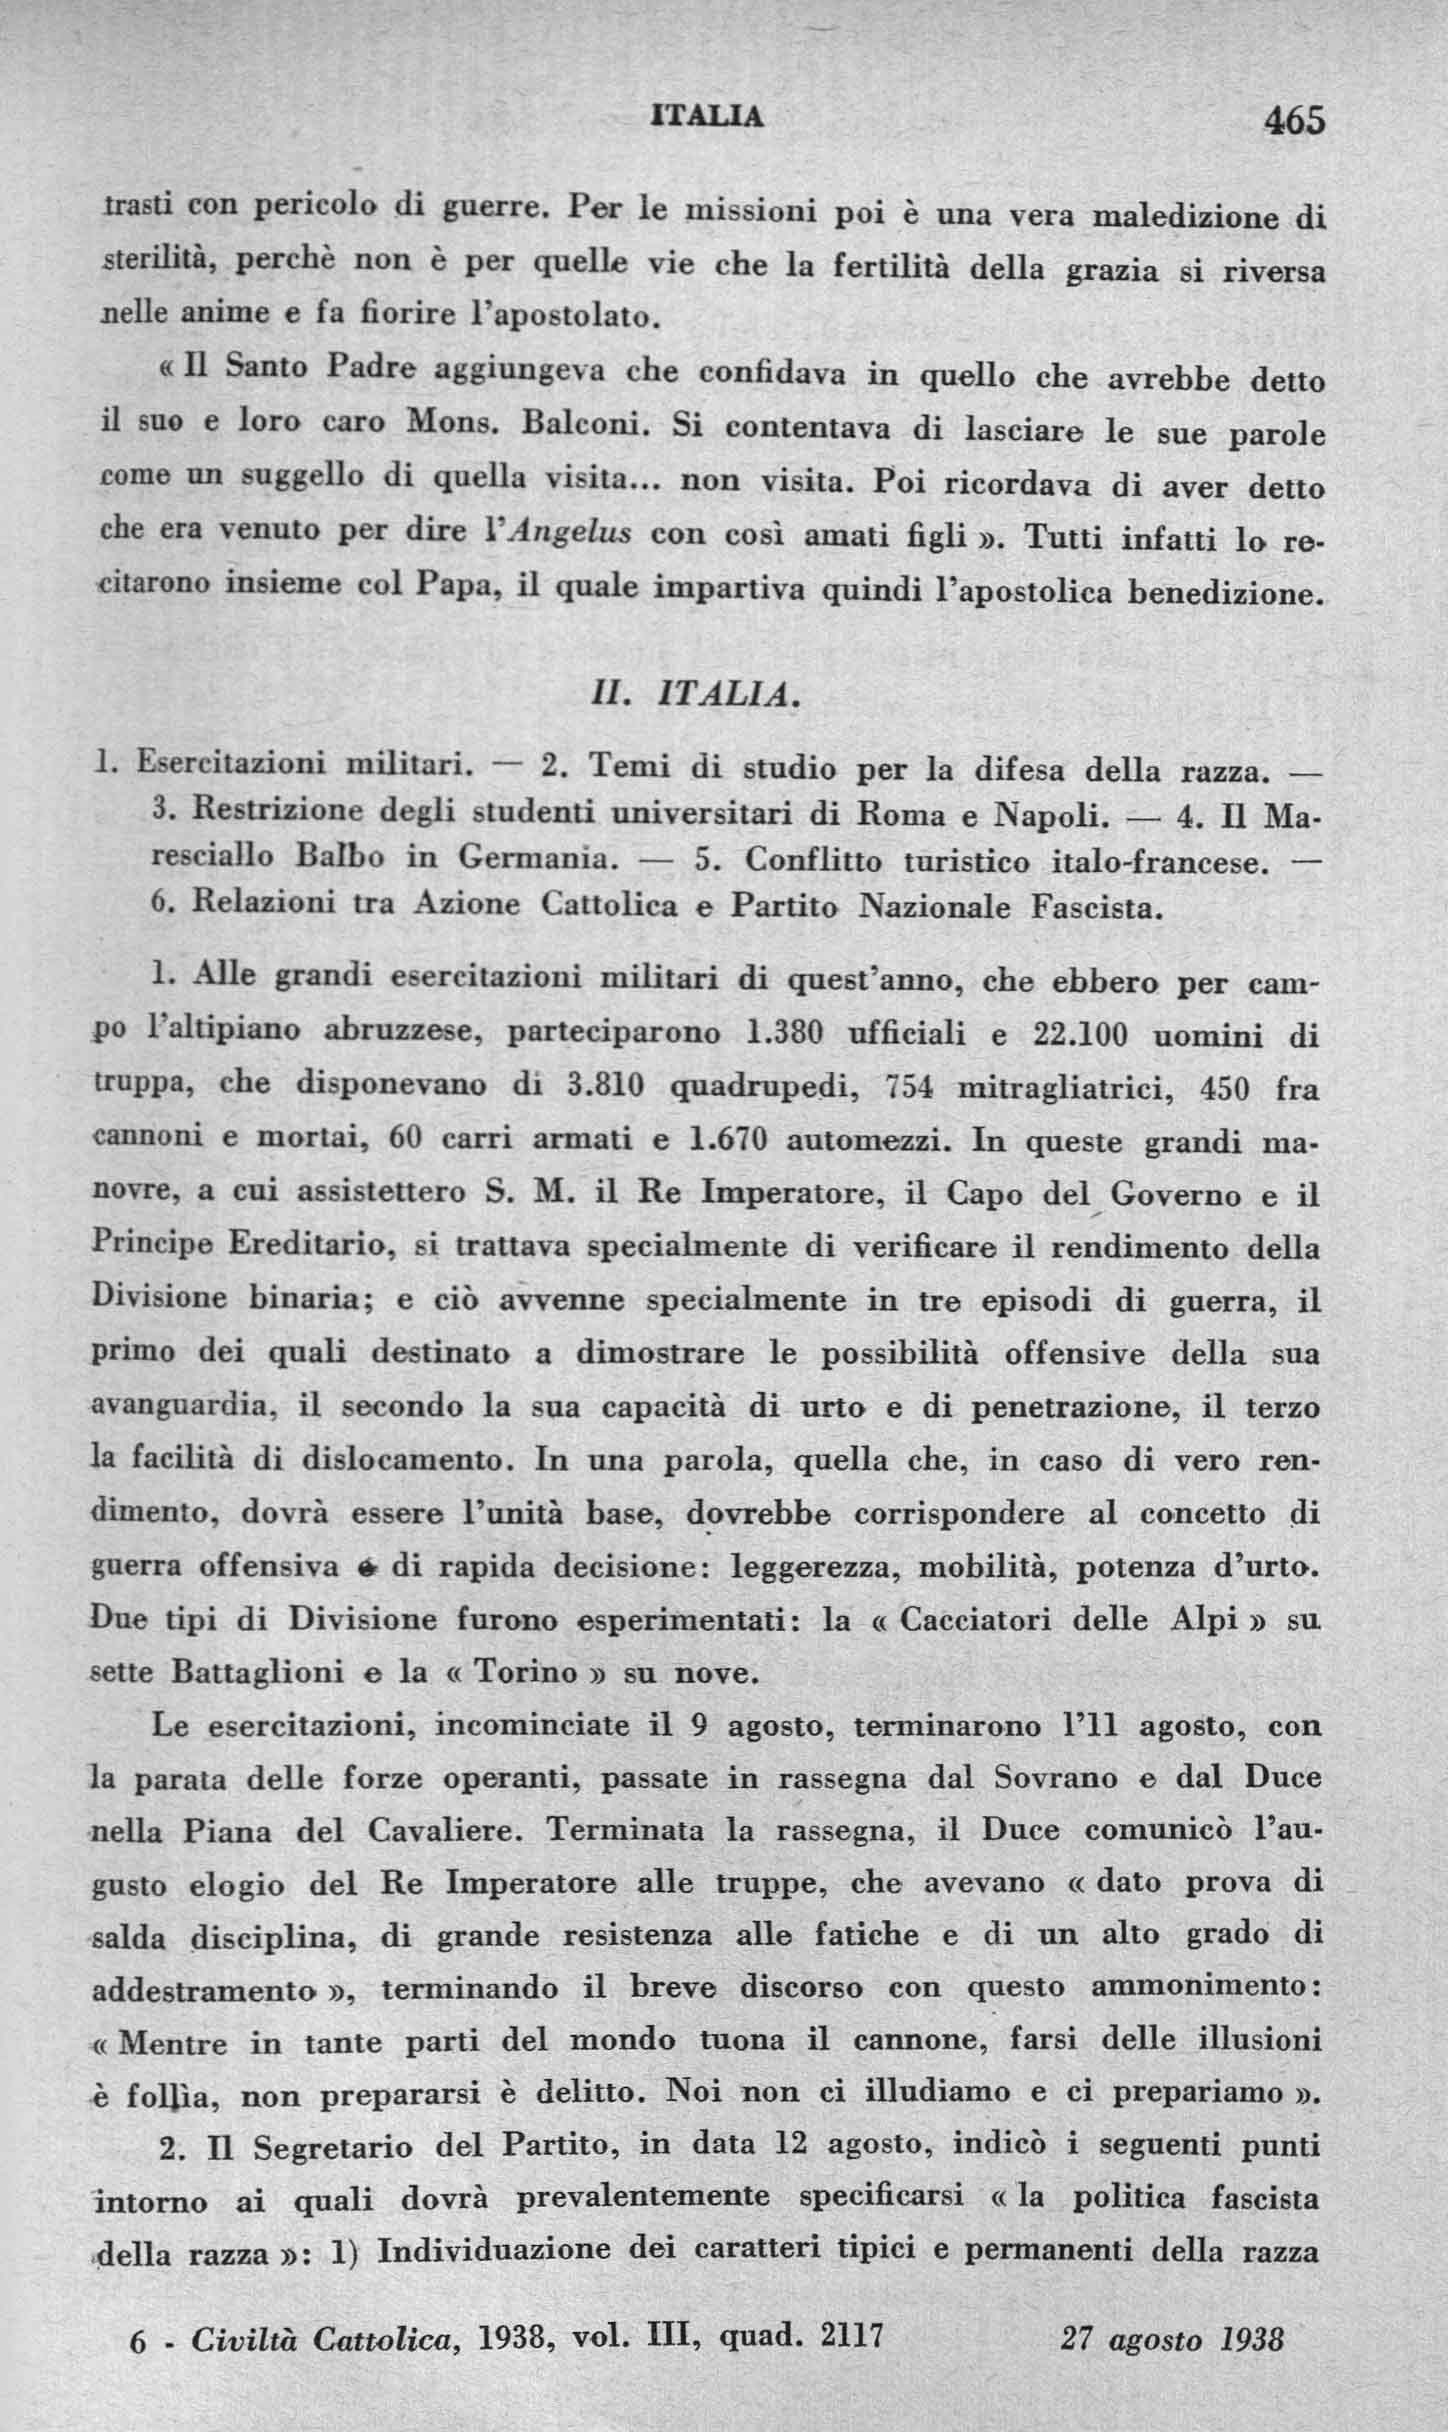 ITALIA 465
trasti con pericolo di guerre. Per le missioni poi è una vera maledizione di
sterilità, perchè non è per quelle vie che la fertilità della grazia si riversa
nelle anime e fa fiorire l'apostolato.
« Il Santo Padre aggiungeva che confidava in quello che avrebbe detto
il suo e loro caro Mons. Balconi. Si contentava di lasciare le sue parole
come un suggello di quella visita... non visita. Poi ricordava di aver detto
che era venuto per dire l'Angelus con così amati figli ». Tutti infatti lo re-
citarono insieme col Papa, il quale impartiva quindi l'apostolica benedizione.
II. ITALIA.
1. Esercitazioni militari. — 2. Temi di studio per la difesa della razza. —
3. Restrizione degli studenti universitari di Roma e Napoli. — 4. Il Ma-
resciallo Balbo in Germania. — 5. Conflitto turistico italo-francese. —
6. Relazioni tra Azione Cattolica e Partito Nazionale Fascista.
1. Alle grandi esercitazioni militari di quest'anno, che ebbero per cam-
po l'altipiano abruzzese, parteciparono 1.380 ufficiali e 22.100 uomini di
truppa, che disponevano di 3.810 quadrupedi, 754 mitragliatrici, 450 fra
cannoni e mortai, 60 carri armati e 1.670 automezzi. In queste grandi ma-
novre, a cui assistettero S. M. il Re Imperatore, il Capo del Governo e il
Principe Ereditario, si trattava specialmente di verificare il rendimento della
Divisione binaria; e ciò avvenne specialmente in tre episodi di guerra, il
primo dei quali destinato a dimostrare le possibilità offensive della sua
avanguardia, il secondo la sua capacità di urto e di penetrazione, il terzo
la facilità di dislocamento. In una parola, quella che, in caso di vero ren-
dimento, dovrà essere l'unità base, dovrebbe corrispondere al concetto di
guerra offensiva e di rapida decisione: leggerezza, mobilità, potenza d'urto.
Due tipi di Divisione furono esperimentati: la « Cacciatori delle Alpi » su
sette Battaglioni e la « Torino » su nove.
Le esercitazioni, incominciate il 9 agosto, terminarono l'11 agosto, con
la parata delle forze operanti, passate in rassegna dal Sovrano e dal Duce
nella Piana del Cavaliere. Terminata la rassegna, il Duce comunicò l'au-
gusto elogio del Re Imperatore alle truppe, che avevano « dato prova di
salda disciplina, di grande resistenza alle fatiche e di un alto grado di
addestramento », terminando il breve discorso con questo ammonimento:
« Mentre in tante parti del mondo tuona il cannone, farsi delle illusioni
è follìa, non prepararsi è delitto. Noi non ci illudiamo e ci prepariamo ».
2. Il Segretario del Partito, in data 12 agosto, indicò i seguenti punti
intorno ai quali dovrà prevalentemente specificarsi « la politica fascista
della razza »: 1) Individuazione dei caratteri tipici e permanenti della razza
6 - Civiltà Cattolica, 1938, vol. III, quad. 2117 27 agosto 1938